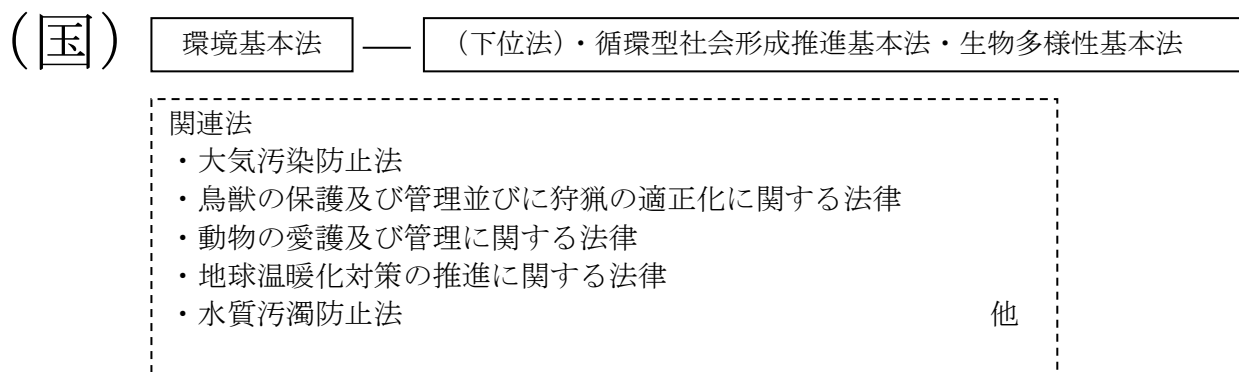 （国） 環境基本法 （下位法）・循環型社会形成推進基本法・生物多様性基本法
関連法
・大気汚染防止法
・鳥獣の保護及び管理並びに狩猟の適正化に関する法律
・動物の愛護及び管理に関する法律
・地球温暖化対策の推進に関する法律
・水質汚濁防止法 他